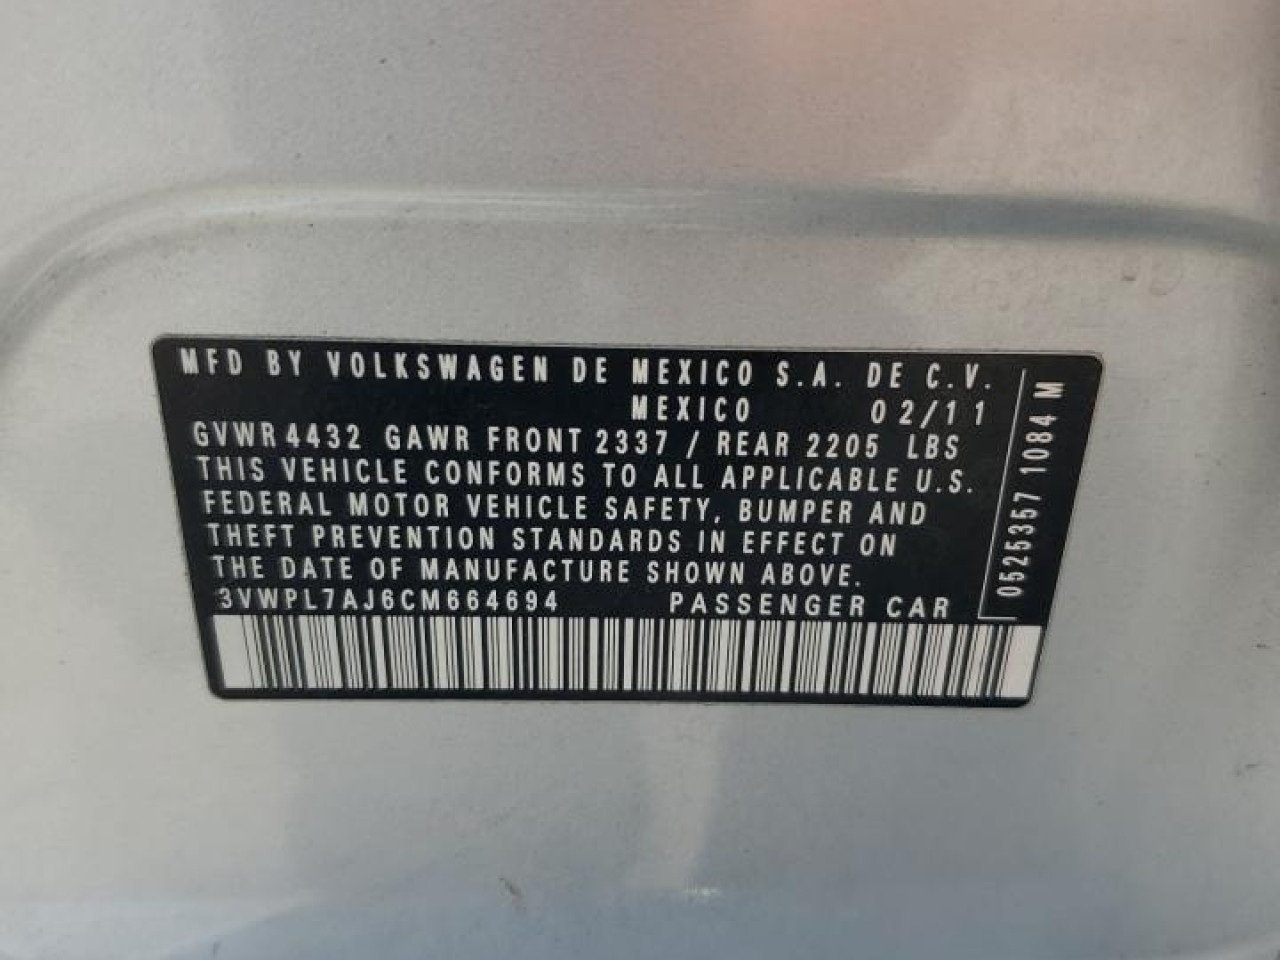 MFD BY VOLKSWAGEN DE MEXICO S.A. DE C.V.
MEXICO 02/11
GVWR 4432 GAWR FRONT 2337 / REAR 2205 LBS
THIS VEHICLE CONFORMS TO ALL APPLICABLE U.S.
FEDERAL MOTOR VEHICLE SAFETY, BUMPER AND
THEFT PREVENTION STANDARDS IN EFFECT ON
THE DATE OF MANUFACTURE SHOWN ABOVE.
3VWPL7AJ6CM664694 PASSENGER CAR
0525357 1084 M